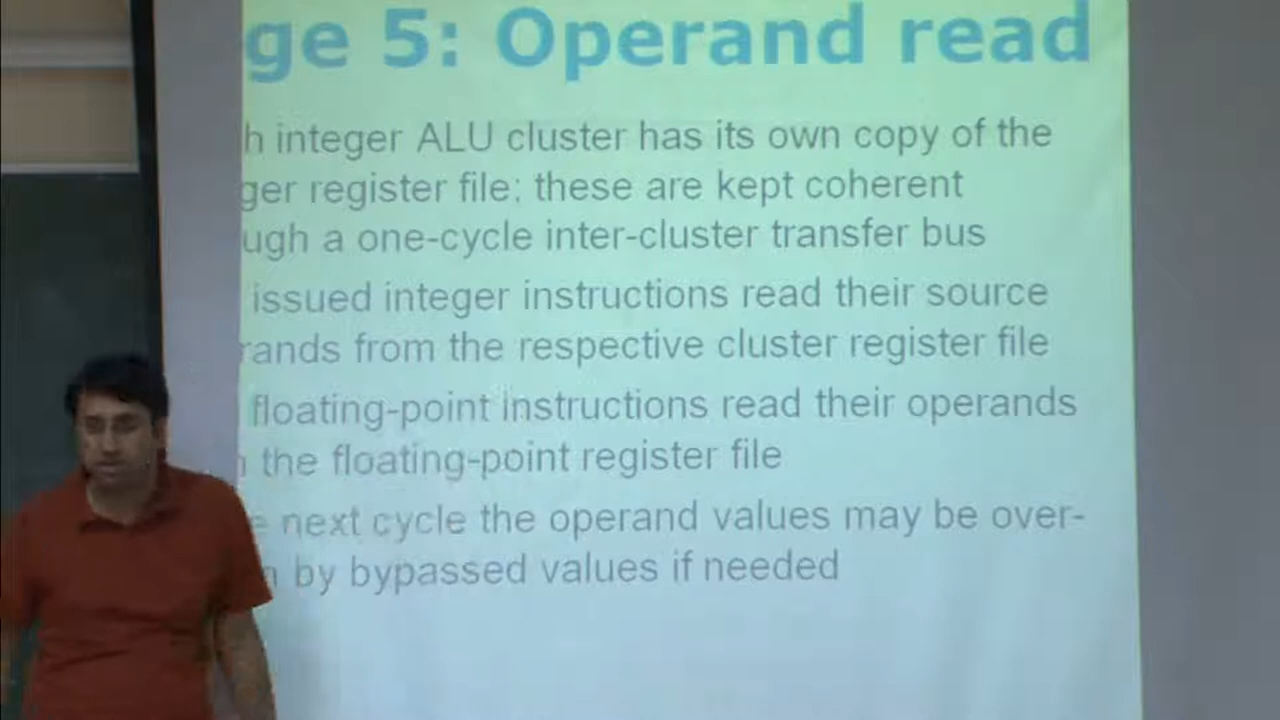 ge 5: Operand read
h integer ALU cluster has its own copy of the
ger register file; these are kept coherent
ugh a one-cycle inter-cluster transfer bus
issued integer instructions read their source
rands from the respective cluster register file
floating-point instructions read their operands
the floating-point register file
next cycle the operand values may be over-
by bypassed values if needed